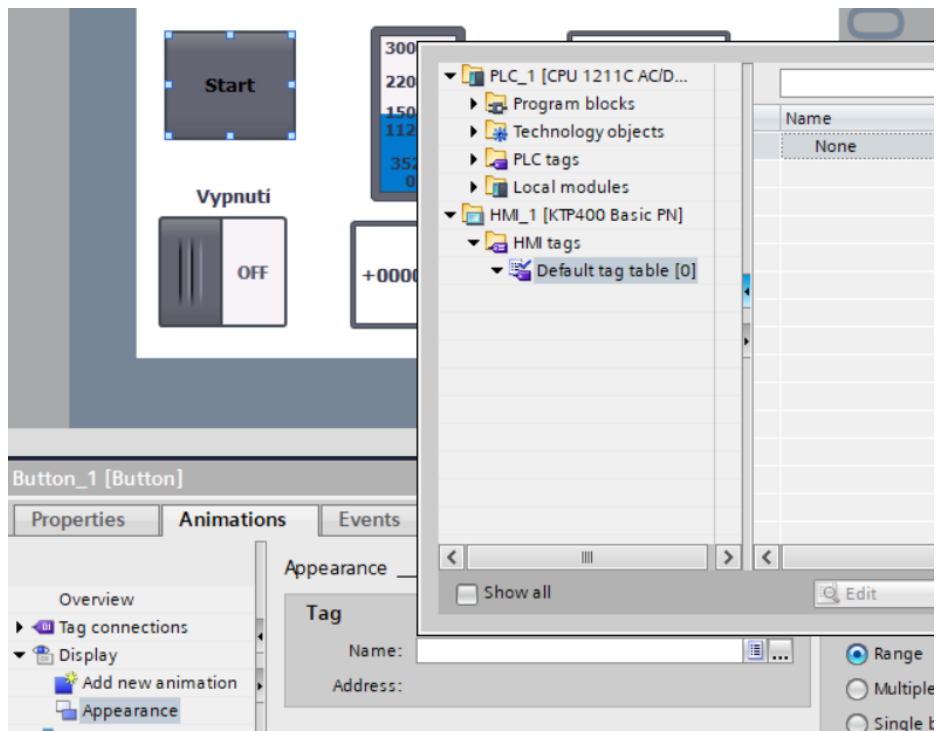 Start
300
220
150
112
352
0
Vypnutí
OFF
+0000
PLC_1 [CPU 1211C AC/D...
Program blocks
Technology objects
PLC tags
Local modules
HMI_1 [KTP400 Basic PN]
HMI tags
Default tag table [0]
Name
None
Show all
Edit
Button_1 [Button]
Properties Animations Events
Appearance
Overview
Tag connections
Display
Add new animation
Appearance
Tag
Name:
...
Address:
Range
Multiple
Single b